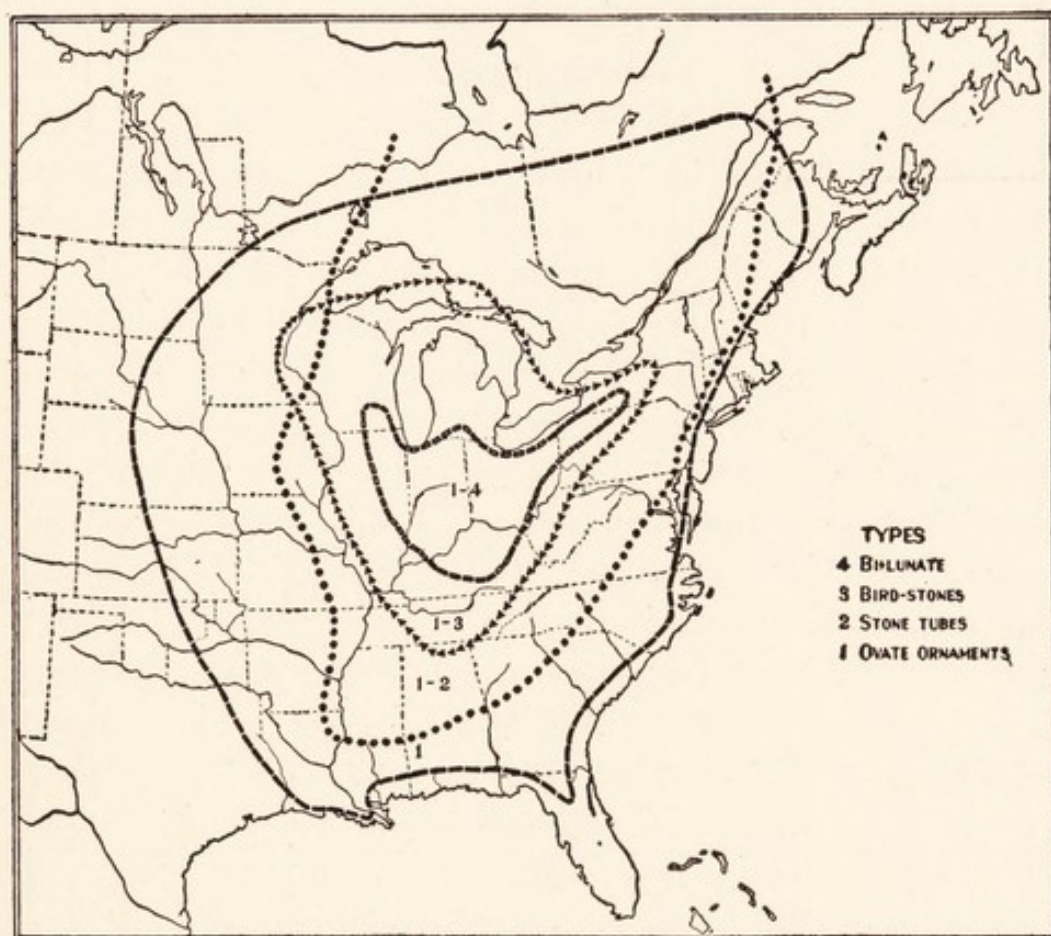 1-4
1-3
1-2
1
TYPES
4 BI-LUNATE
3 BIRD-STONES
2 STONE TUBES
1 OVATE ORNAMENTS